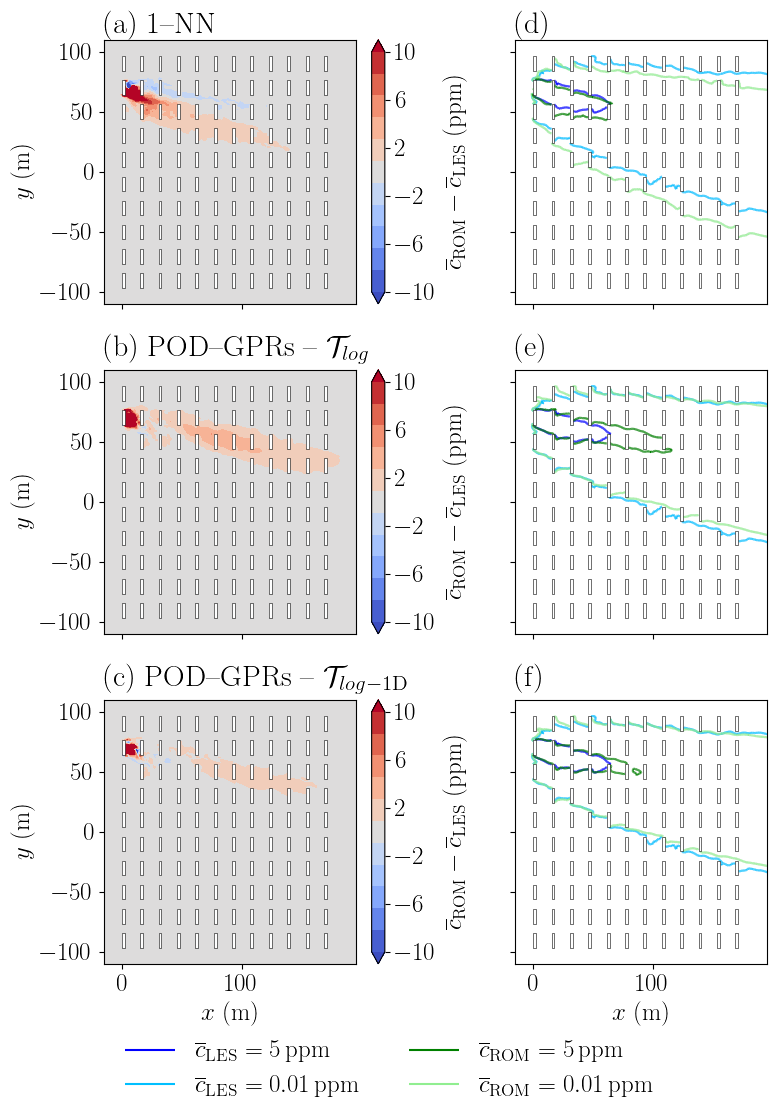 (a) 1–NN
(d)
100
50
0
−50
−100
y (m)
10
6
2
−2
−6
−10
c̅ROM − c̅LES (ppm)
(b) POD–GPRs – 𝒯log
(e)
100
50
0
−50
−100
y (m)
10
6
2
−2
−6
−10
c̅ROM − c̅LES (ppm)
(c) POD–GPRs – 𝒯log−1D
(f)
100
50
0
−50
−100
y (m)
10
6
2
−2
−6
−10
c̅ROM − c̅LES (ppm)
0 100
x (m)
0 100
x (m)
c̅LES = 5 ppm
c̅ROM = 5 ppm
c̅LES = 0.01 ppm
c̅ROM = 0.01 ppm